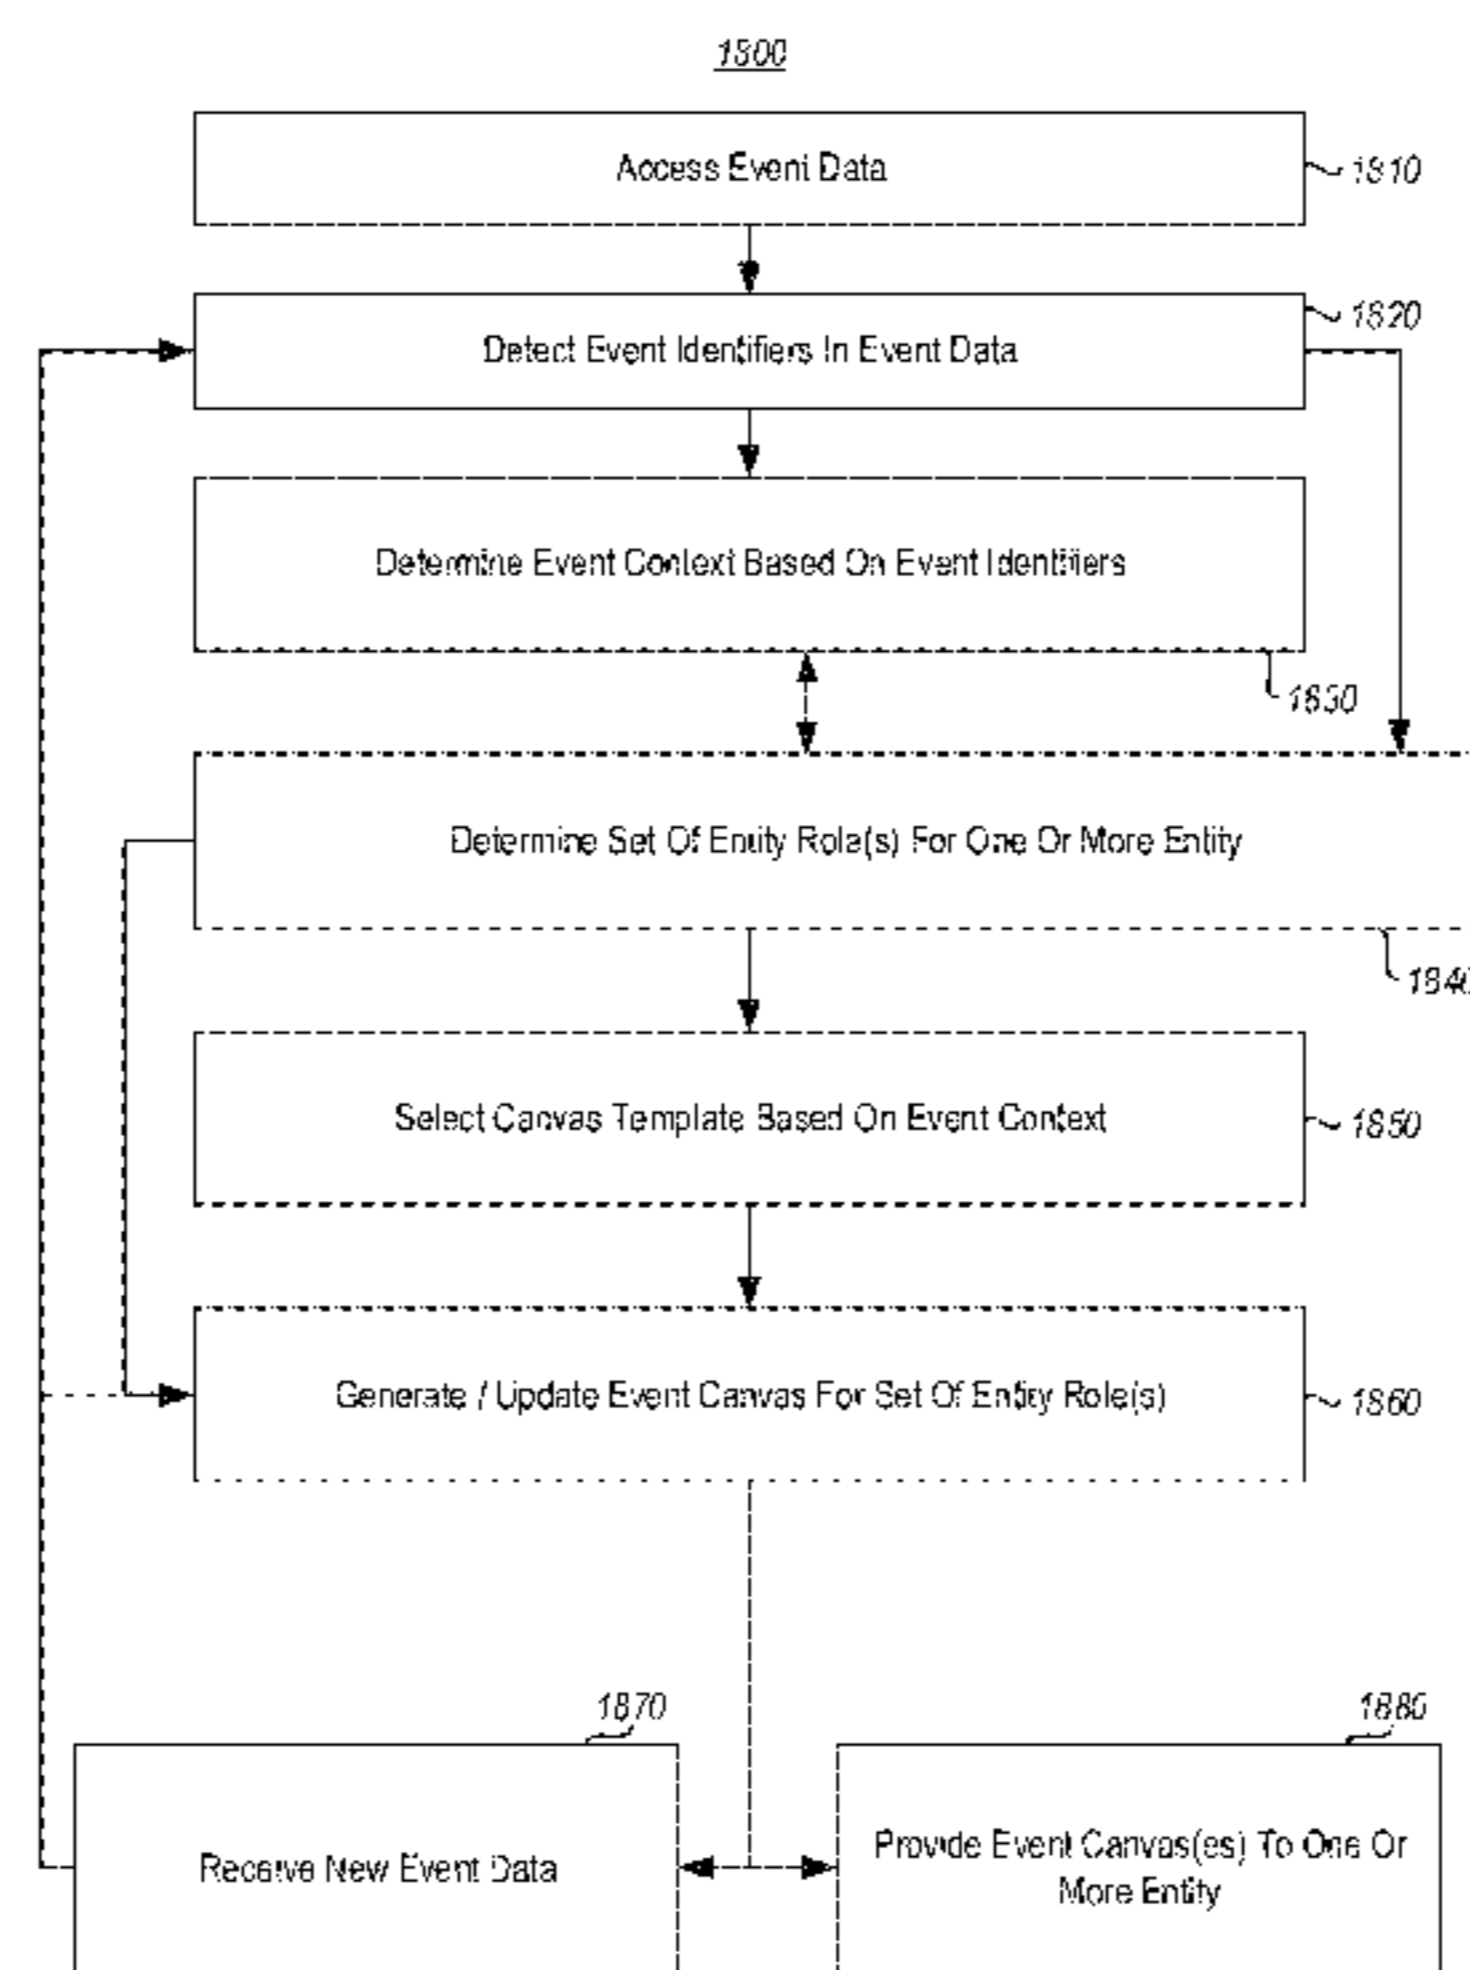 1800
Access Event Data
1810
1820
Detect Event Identifiers In Event Data
Determine Event Context Based On Event Identifiers
1830
Determine Set Of Entity Role(s) For One Or More Entity
1840
Select Canvas Template Based On Event Context
1850
Generate / Update Event Canvas For Set Of Entity Role(s)
1860
1870
1880
Receive New Event Data
Provide Event Canvas(es) To One Or
More Entity